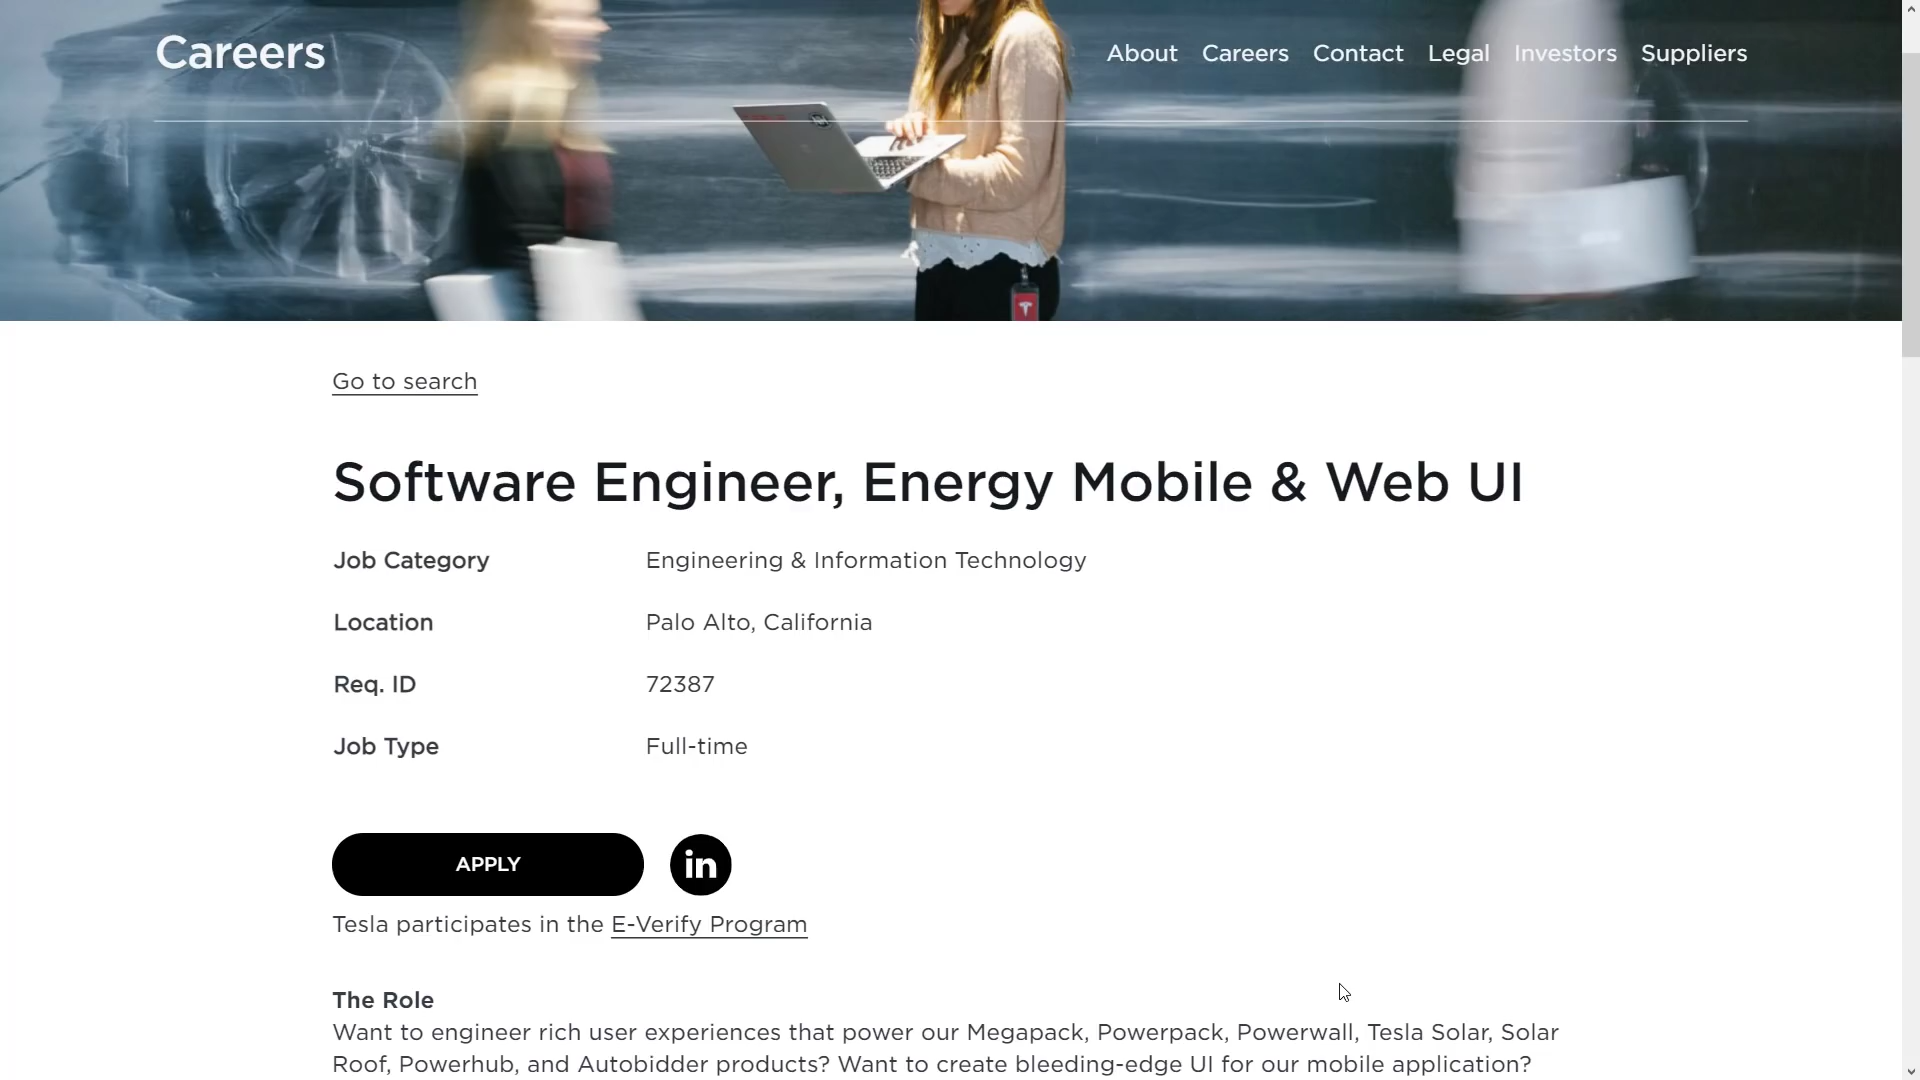 Careers
About Careers Contact Legal Investors Suppliers
Go to search
Software Engineer, Energy Mobile & Web UI
Job Category Engineering & Information Technology
Location Palo Alto, California
Req. ID 72387
Job Type Full-time
APPLY in
Tesla participates in the E-Verify Program
The Role
Want to engineer rich user experiences that power our Megapack, Powerpack, Powerwall, Tesla Solar, Solar
Roof, Powerhub, and Autobidder products? Want to create bleeding-edge UI for our mobile application?